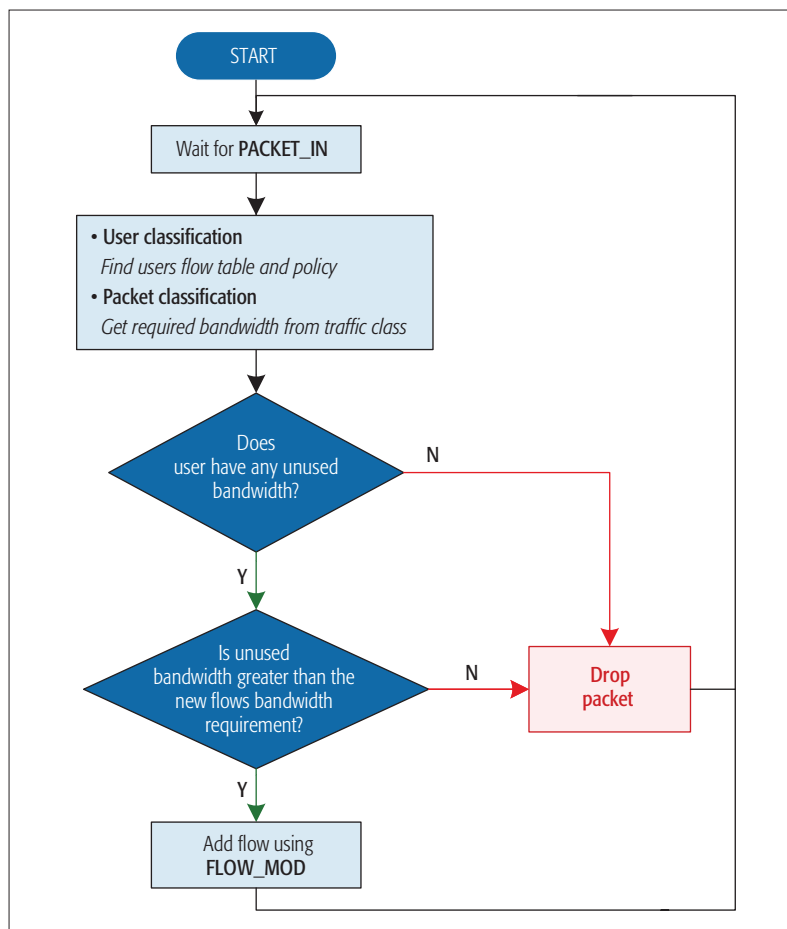 START
Wait for PACKET_IN
• User classification
Find users flow table and policy
• Packet classification
Get required bandwidth from traffic class
Does
user have any unused
bandwidth?
N
Y
Is unused
bandwidth greater than the
new flows bandwidth
requirement?
N
Drop
packet
Y
Add flow using
FLOW_MOD